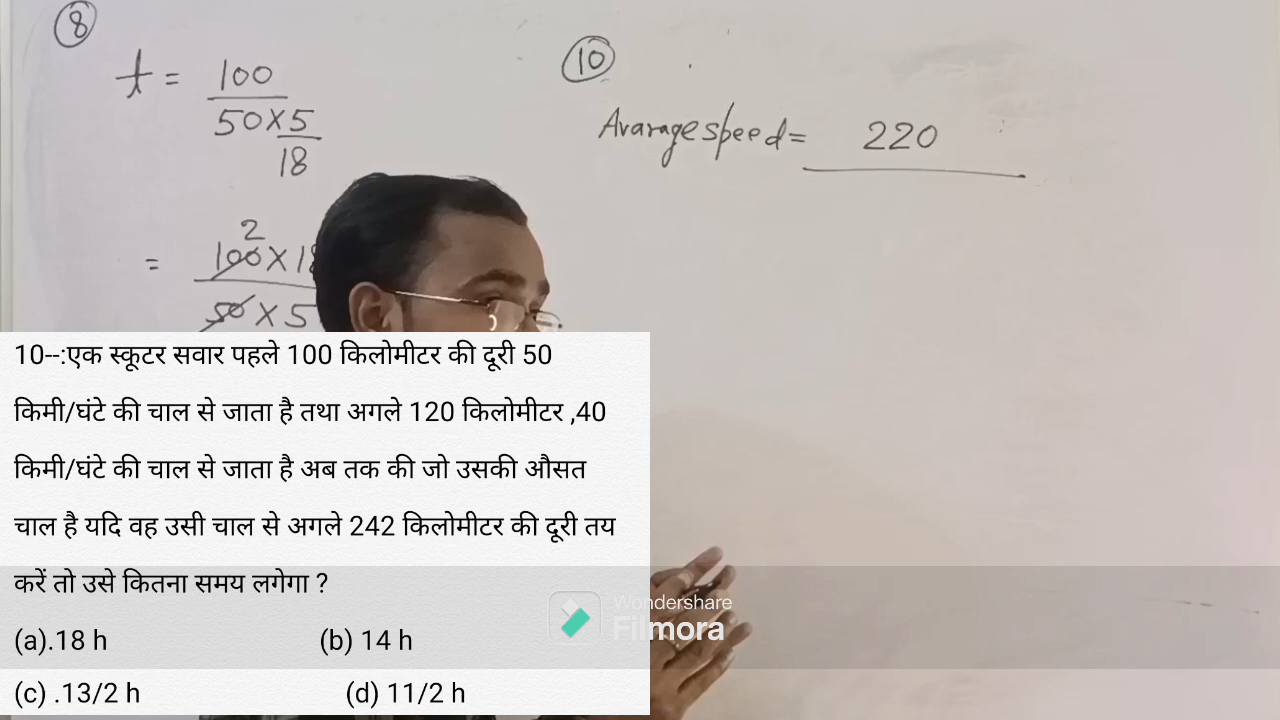 8
t = 100
50×5
18
2
= 100×18
50×5
10
Avarage speed = 220
10--:एक स्कूटर सवार पहले 100 किलोमीटर की दूरी 50
किमी/घंटे की चाल से जाता है तथा अगले 120 किलोमीटर ,40
किमी/घंटे की चाल से जाता है अब तक की जो उसकी औसत
चाल है यदि वह उसी चाल से अगले 242 किलोमीटर की दूरी तय
करें तो उसे कितना समय लगेगा ?
(a).18 h (b) 14 h
(c) .13/2 h (d) 11/2 h
Wondershare
Filmora